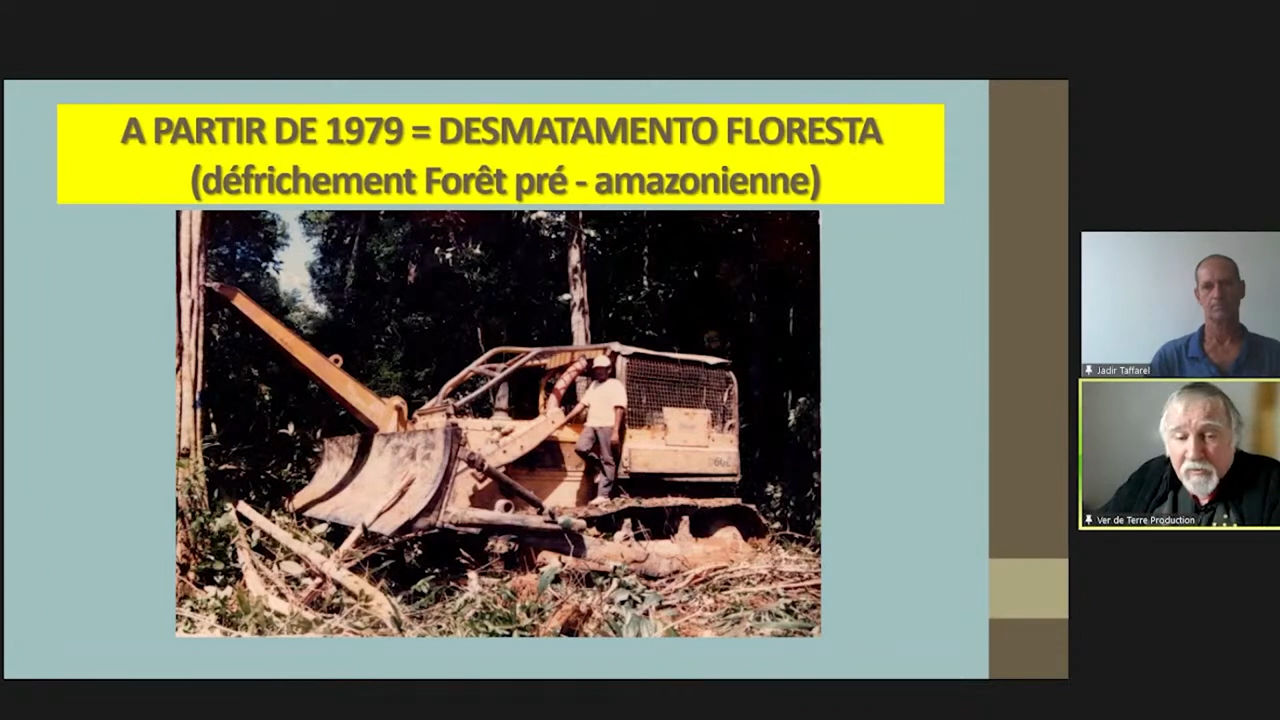 A PARTIR DE 1979 = DESMATAMENTO FLORESTA
(défrichement Forêt pré - amazonienne)
Jadir Taffarel
Ver de Terre Production